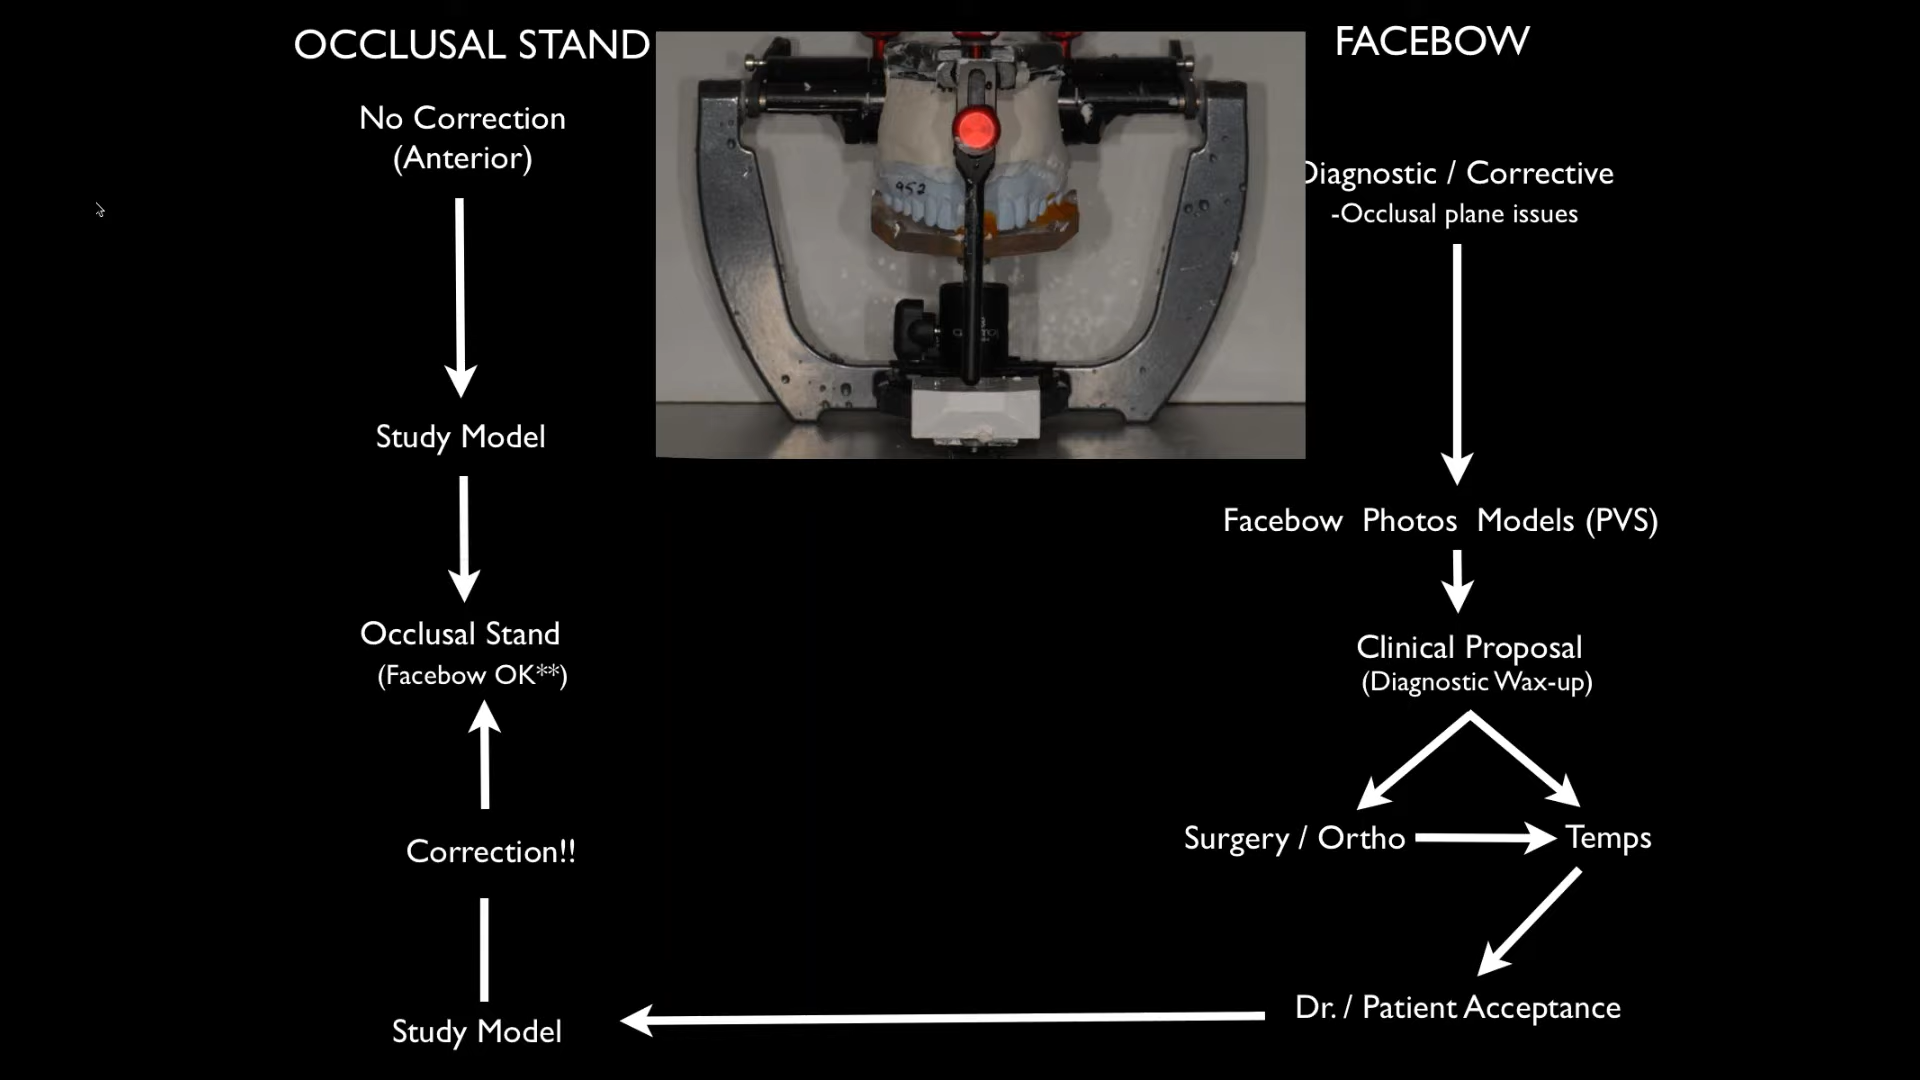 OCCLUSAL STAND
No Correction
(Anterior)
Study Model
Occlusal Stand
(Facebow OK**)
Correction!!
Study Model
952
FACEBOW
Diagnostic / Corrective
-Occlusal plane issues
Facebow Photos Models (PVS)
Clinical Proposal
(Diagnostic Wax-up)
Surgery / Ortho
Temps
Dr. / Patient Acceptance